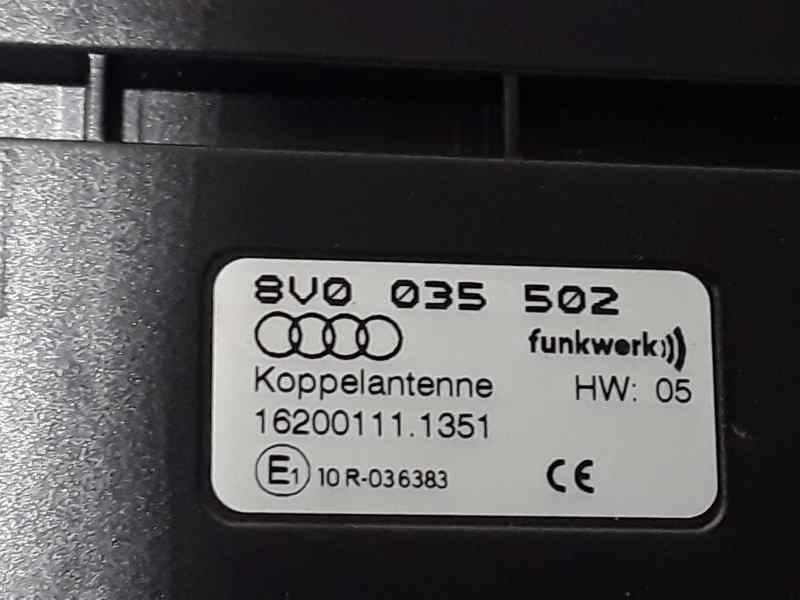 8V0 035 502
funkwerk
Koppelantenne HW: 05
16200111.1351
E1 10 R-036383 CE